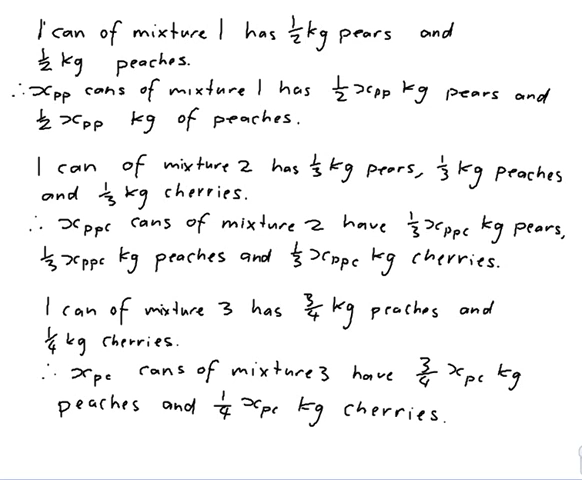 1 can of mixture 1 has 1/2 kg pears and
1/2 kg peaches.
∴ x_pp cans of mixture 1 has 1/2 x_pp kg pears and
1/2 x_pp kg of peaches.
1 can of mixture 2 has 1/3 kg pears, 1/3 kg peaches
and 1/3 kg cherries.
∴ x_ppc cans of mixture 2 have 1/3 x_ppc kg pears,
1/3 x_ppc kg peaches and 1/3 x_ppc kg cherries.
1 can of mixture 3 has 3/4 kg peaches and
1/4 kg cherries.
∴ x_pc cans of mixture 3 have 3/4 x_pc kg
peaches and 1/4 x_pc kg cherries.